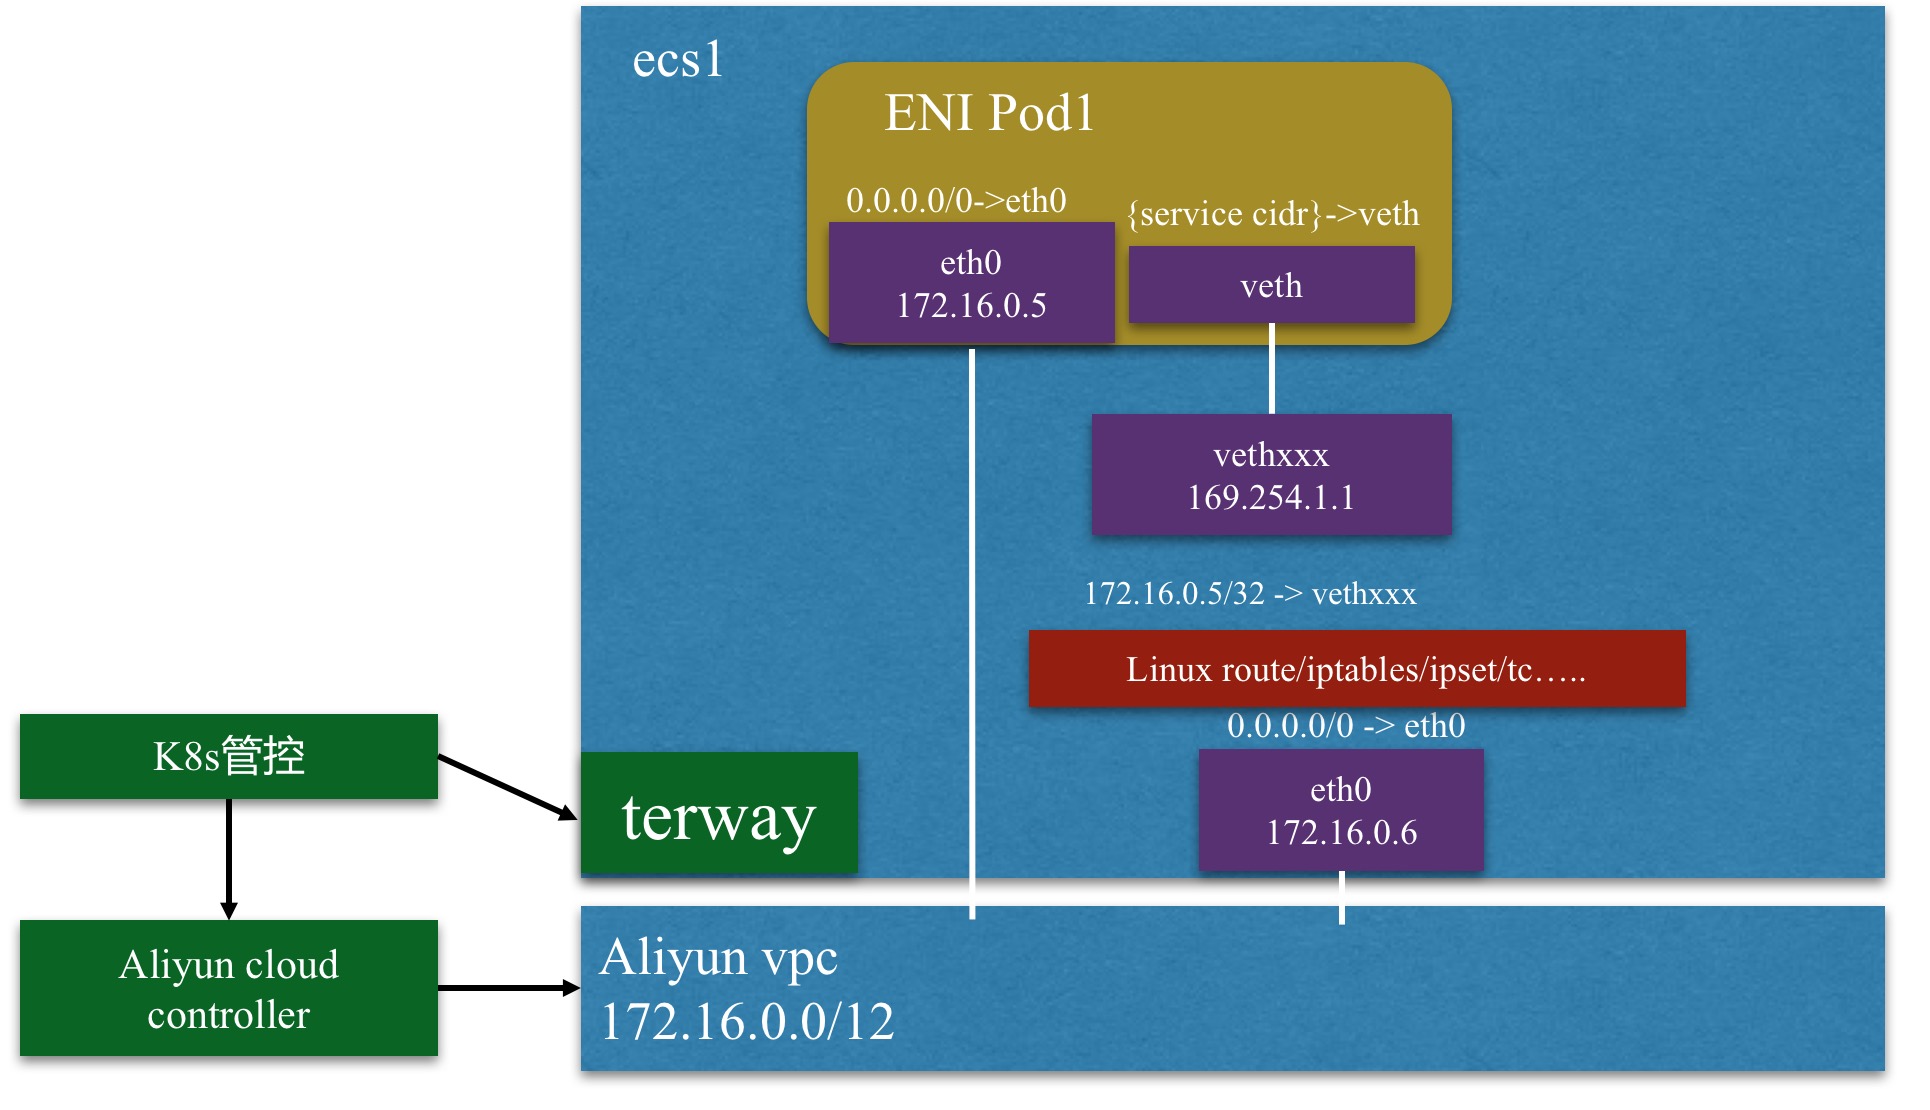 ecs1
ENI Pod1
0.0.0.0/0->eth0
{service cidr}->veth
eth0
172.16.0.5
veth
vethxxx
169.254.1.1
172.16.0.5/32 -> vethxxx
Linux route/iptables/ipset/tc…..
0.0.0.0/0 -> eth0
eth0
172.16.0.6
K8s管控
terway
Aliyun cloud
controller
Aliyun vpc
172.16.0.0/12